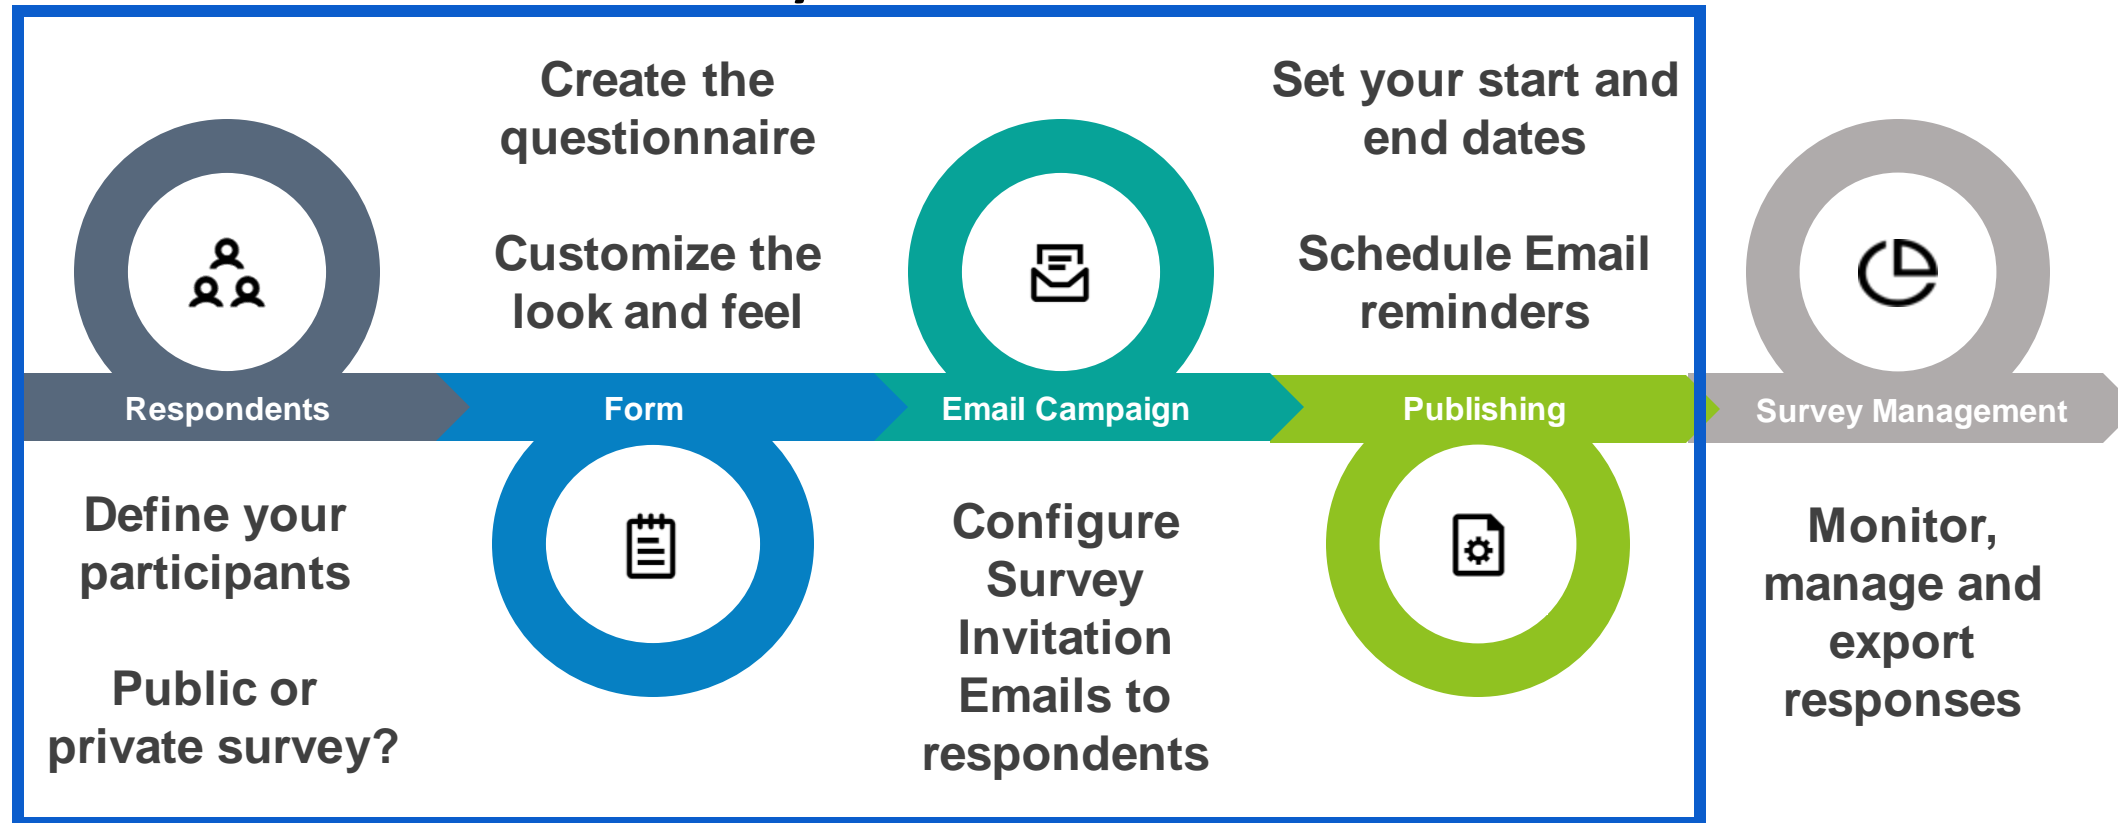 Create the
questionnaire
Customize the
look and feel
Set your start and
end dates
Schedule Email
reminders
Respondents
Form
Email Campaign
Publishing
Survey Management
Define your
participants
Public or
private survey?
Configure
Survey
Invitation
Emails to
respondents
Monitor,
manage and
export
responses